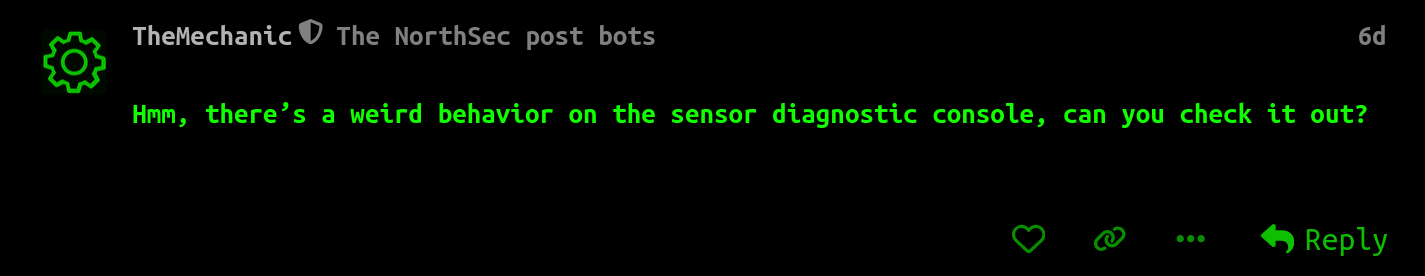 TheMechanic The NorthSec post bots 6d
Hmm, there’s a weird behavior on the sensor diagnostic console, can you check it out?
Reply